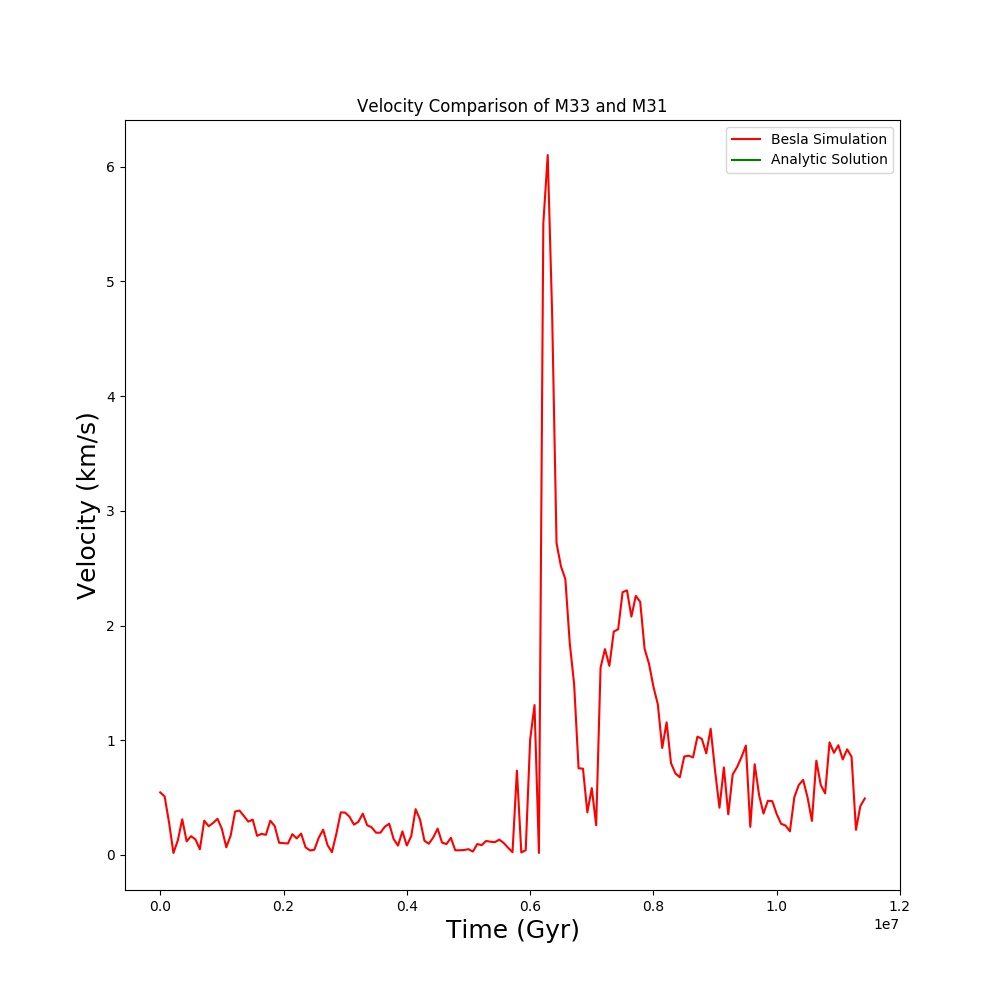 Velocity Comparison of M33 and M31
Besla Simulation
Analytic Solution
6
5
4
3
2
1
0
Velocity (km/s)
0.0 0.2 0.4 0.6 0.8 1.0 1.2
1e7
Time (Gyr)